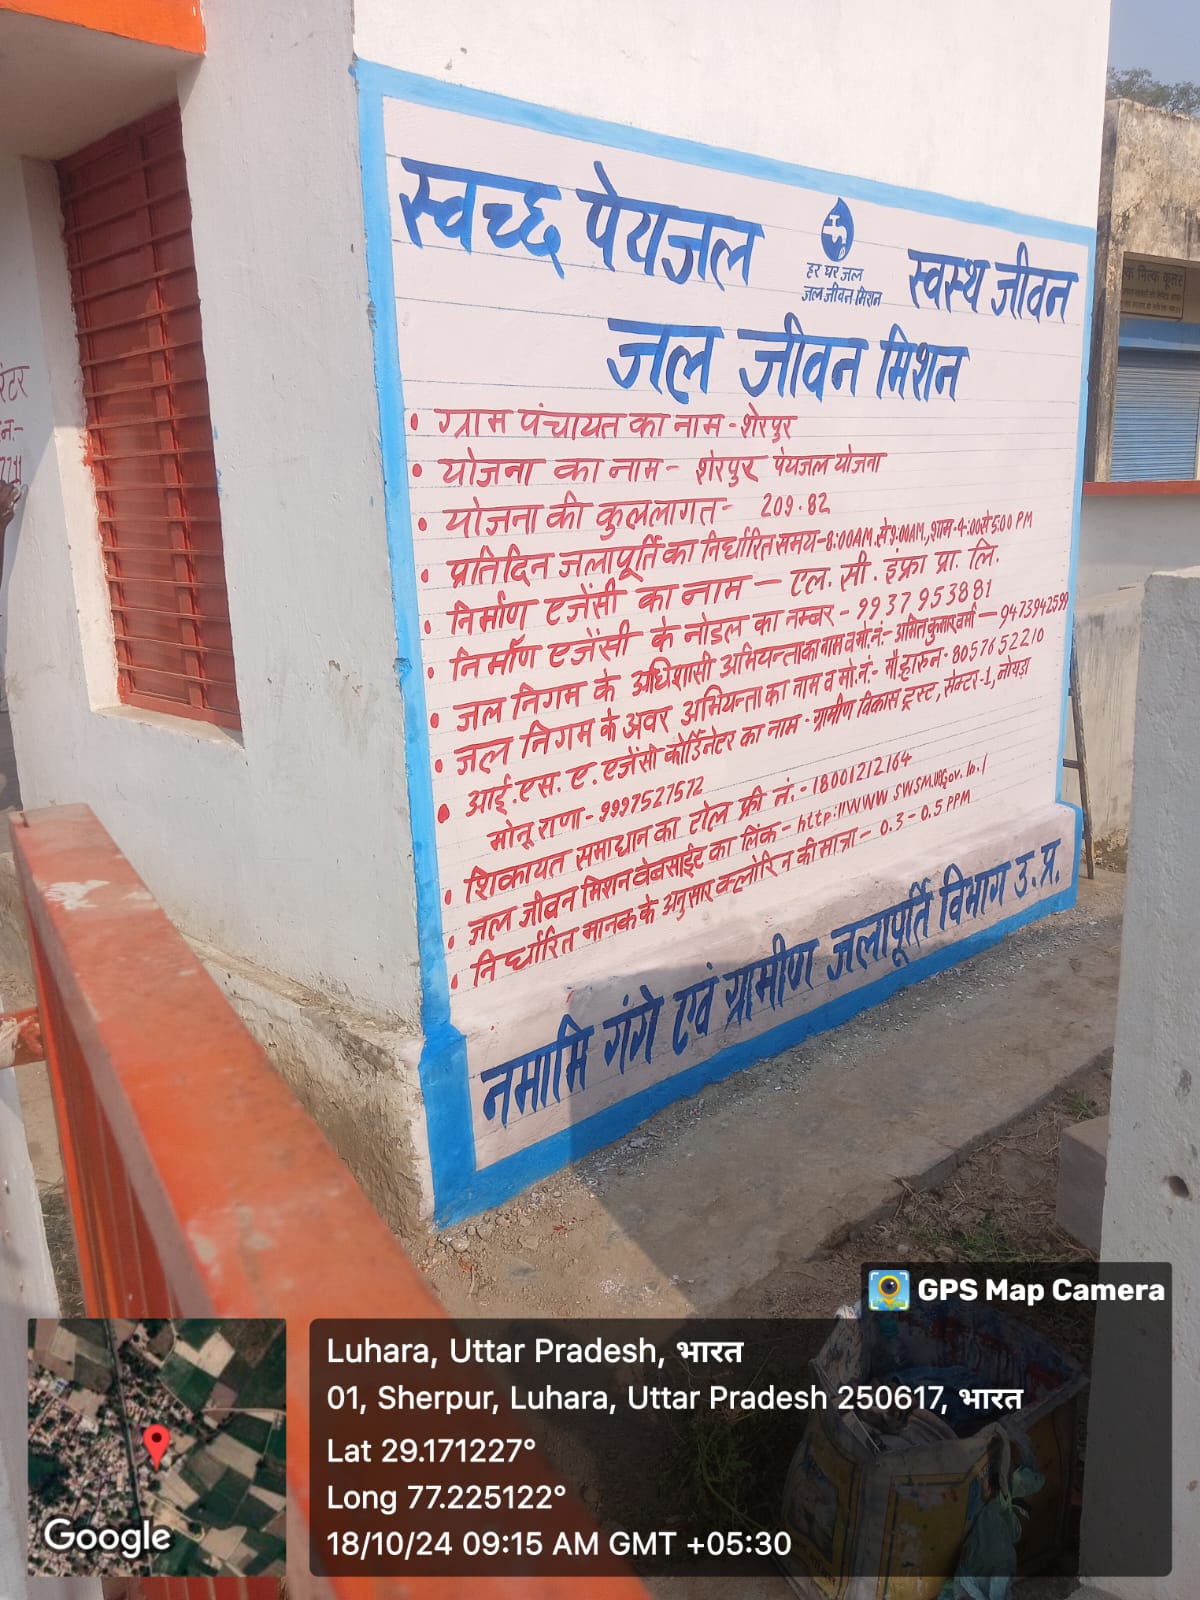 स्वच्छ पेयजल
हर घर जल
जल जीवन मिशन
स्वस्थ जीवन
जल जीवन मिशन
• ग्राम पंचायत का नाम - शेरपुर
• योजना का नाम - शेरपुर पेयजल योजना
• योजना की कुललागत - 209.82
• प्रतिदिन जलापूर्ति का निर्धारित समय - 8:00AM. से 9:00AM., शाम - 4:00 से 5:00 PM
• निर्माण एजेंसी का नाम – एल. सी. इंफ्रा प्रा. लि.
• निर्माण एजेंसी के नोडल का नम्बर - 9937953881
• जल निगम के अधिशासी अभियन्ता का नाम व मो. नं. - अमित कुमार वर्मा – 9473942599
• जल निगम के अवर अभियन्ता का नाम व मो. नं. - मौ. हारुन - 8057652210
• आई.एस.ए. एजेंसी कोर्डिनेटर का नाम - ग्रामीण विकास ट्रस्ट, सेक्टर-1, नोयडा
मोनू राणा - 9997527572
• शिकायत समाधान का टोल फ्री नं. - 18001212164
• जल जीवन मिशन वेबसाईट का लिंक - http://WWW.SWSM.UPGov.In./
• निर्धारित मानक के अनुसार क्लोरिन की मात्रा - 0.3 - 0.5 PPM
नमामि गंगे एवं ग्रामीण जलापूर्ति विभाग उ.प्र.
GPS Map Camera
Luhara, Uttar Pradesh, भारत
01, Sherpur, Luhara, Uttar Pradesh 250617, भारत
Lat 29.171227°
Long 77.225122°
18/10/24 09:15 AM GMT +05:30
Google